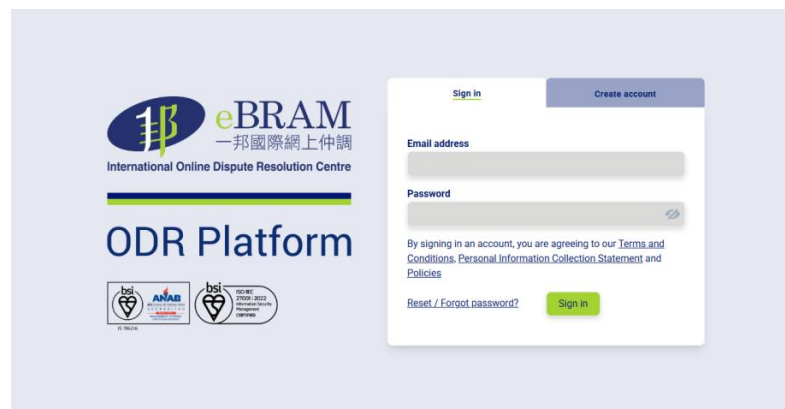 eBRAM
一邦國際網上仲調
International Online Dispute Resolution Centre
ODR Platform
bsi.
ANAB
ACCREDITED
bsi.
ISO/IEC
27001:2022
Information Security
Management
CERTIFIED
Sign in
Create account
Email address
Password
By signing in an account, you are agreeing to our Terms and
Conditions, Personal Information Collection Statement and
Policies
Reset / Forgot password?
Sign in